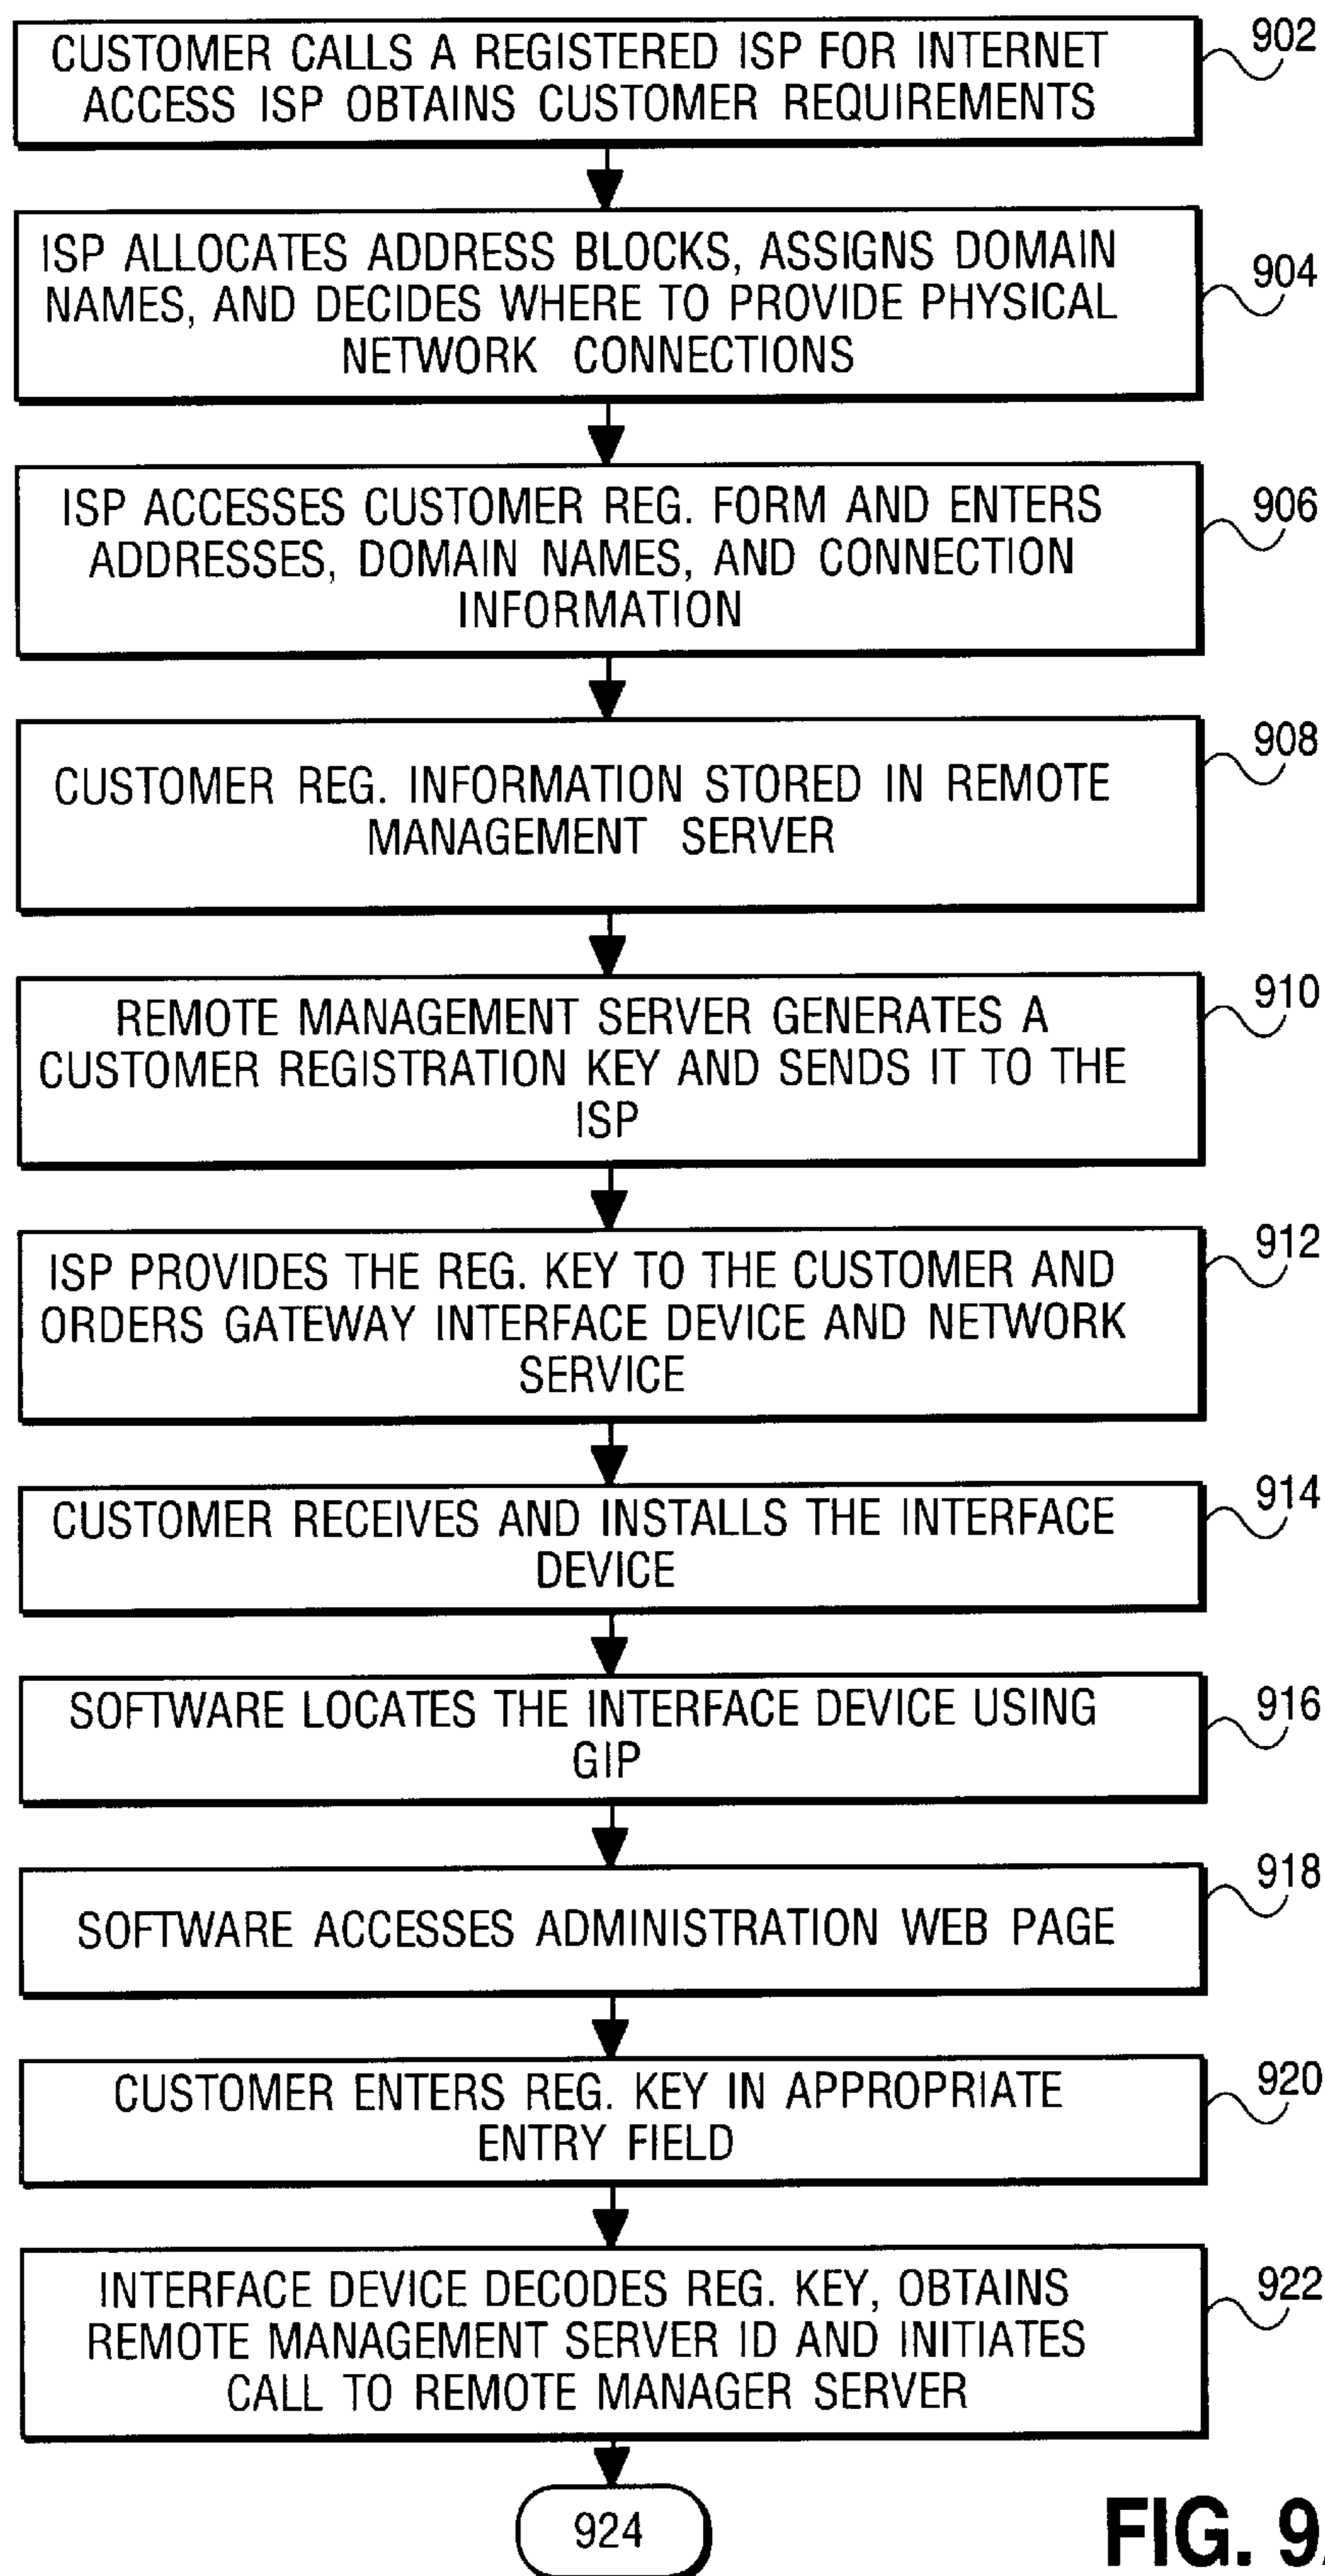 CUSTOMER CALLS A REGISTERED ISP FOR INTERNET
ACCESS ISP OBTAINS CUSTOMER REQUIREMENTS
902
ISP ALLOCATES ADDRESS BLOCKS, ASSIGNS DOMAIN
NAMES, AND DECIDES WHERE TO PROVIDE PHYSICAL
NETWORK CONNECTIONS
904
ISP ACCESSES CUSTOMER REG. FORM AND ENTERS
ADDRESSES, DOMAIN NAMES, AND CONNECTION
INFORMATION
906
CUSTOMER REG. INFORMATION STORED IN REMOTE
MANAGEMENT SERVER
908
REMOTE MANAGEMENT SERVER GENERATES A
CUSTOMER REGISTRATION KEY AND SENDS IT TO THE
ISP
910
ISP PROVIDES THE REG. KEY TO THE CUSTOMER AND
ORDERS GATEWAY INTERFACE DEVICE AND NETWORK
SERVICE
912
CUSTOMER RECEIVES AND INSTALLS THE INTERFACE
DEVICE
914
SOFTWARE LOCATES THE INTERFACE DEVICE USING
GIP
916
SOFTWARE ACCESSES ADMINISTRATION WEB PAGE
918
CUSTOMER ENTERS REG. KEY IN APPROPRIATE
ENTRY FIELD
920
INTERFACE DEVICE DECODES REG. KEY, OBTAINS
REMOTE MANAGEMENT SERVER ID AND INITIATES
CALL TO REMOTE MANAGER SERVER
922
924
FIG. 9